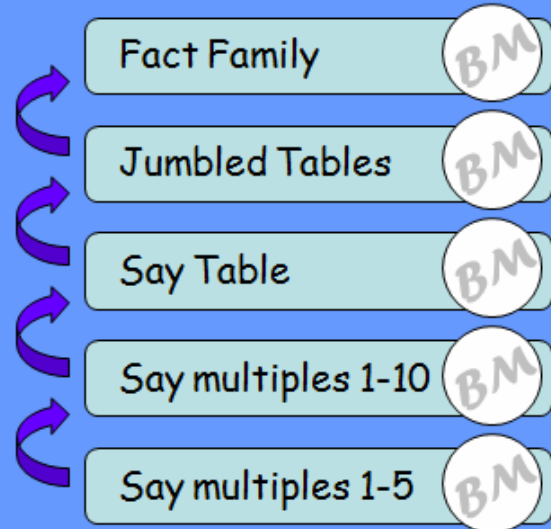 Fact Family BM
Jumbled Tables BM
Say Table BM
Say multiples 1-10 BM
Say multiples 1-5 BM